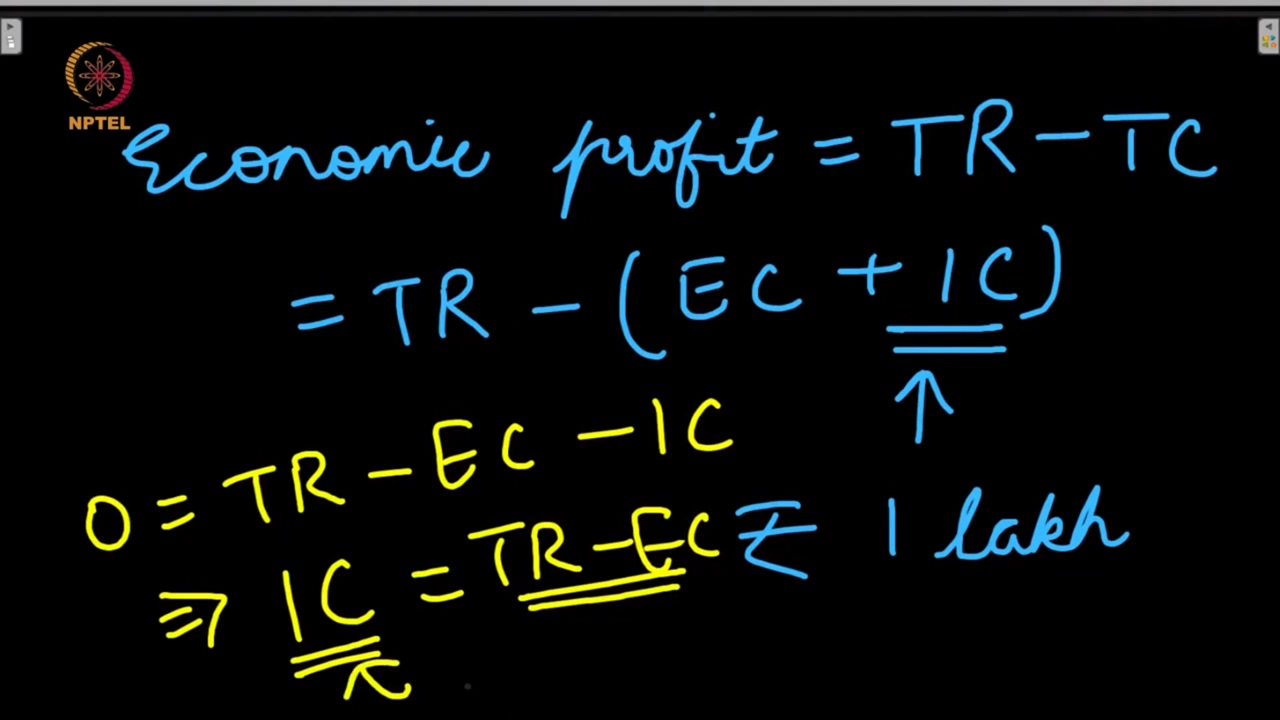 NPTEL
Economic profit = TR - TC
= TR - (EC + IC)
0 = TR - EC - IC
₹ 1 lakh
⇒ IC = TR - EC